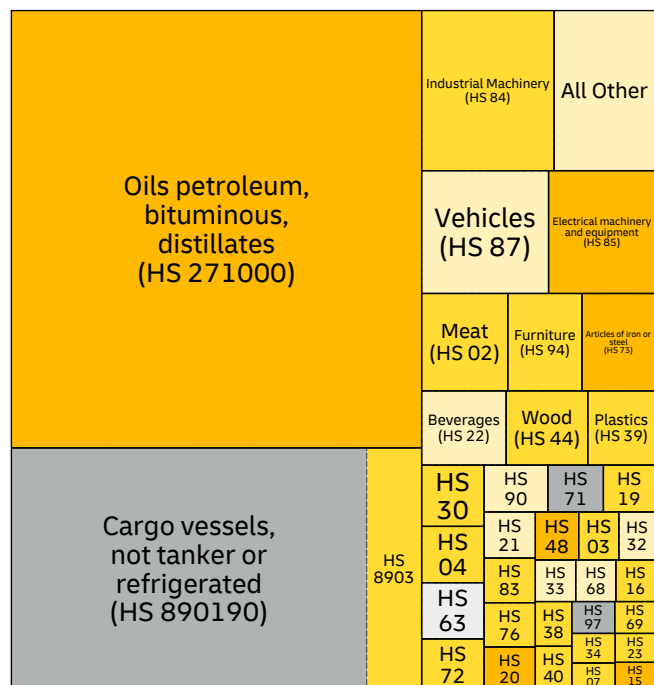 Oils petroleum,
bituminous,
distillates
(HS 271000)
Cargo vessels,
not tanker or
refrigerated
(HS 890190)
HS
8903
Industrial Machinery
(HS 84)
All Other
Vehicles
(HS 87)
Electrical machinery
and equipment
(HS 85)
Meat
(HS 02)
Furniture
(HS 94)
Articles of iron or
steel
(HS 73)
Beverages
(HS 22)
Wood
(HS 44)
Plastics
(HS 39)
HS
30
HS
04
HS
63
HS
72
HS
90
HS
71
HS
19
HS
21
HS
48
HS
03
HS
32
HS
83
HS
33
HS
68
HS
16
HS
76
HS
38
HS
97
HS
69
HS
20
HS
40
HS
34
HS
23
HS
07
HS
15